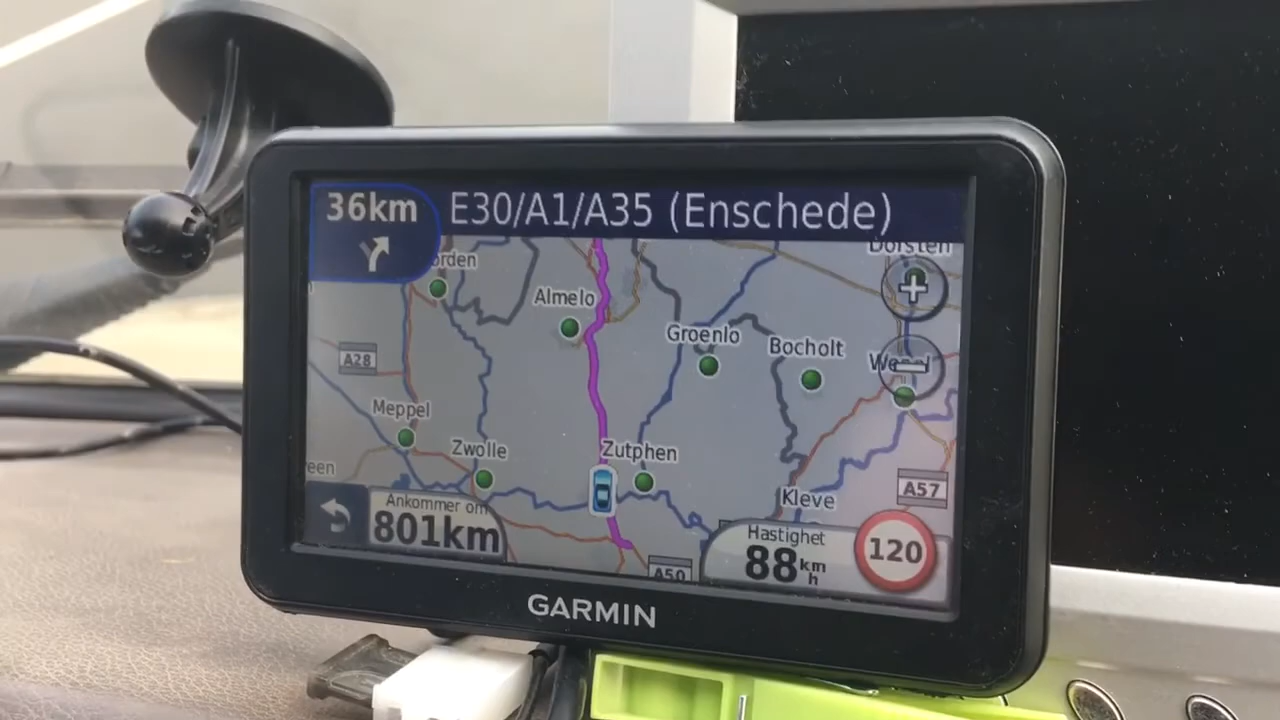 36km
E30/A1/A35 (Enschede)
Dorsten
orden
Almelo
Groenlo
Bocholt
A28
Meppel
Zwolle
Zutphen
een
Kleve
A57
Ankommer om
801km
A50
Hastighet
88 km
h
120
GARMIN